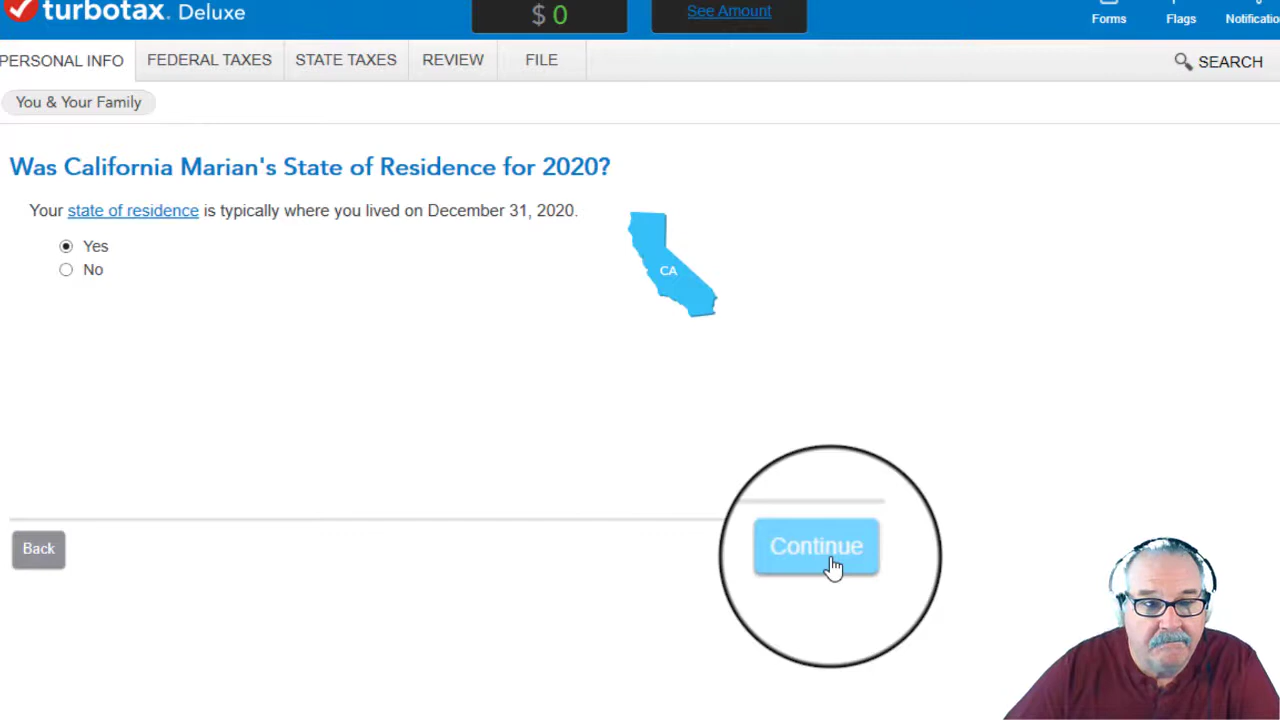 turbotax. Deluxe
$ 0
See Amount
Forms
Flags
Notificatio
PERSONAL INFO
FEDERAL TAXES
STATE TAXES
REVIEW
FILE
SEARCH
You & Your Family
Was California Marian's State of Residence for 2020?
Your state of residence is typically where you lived on December 31, 2020.
Yes
No
CA
Back
Continue